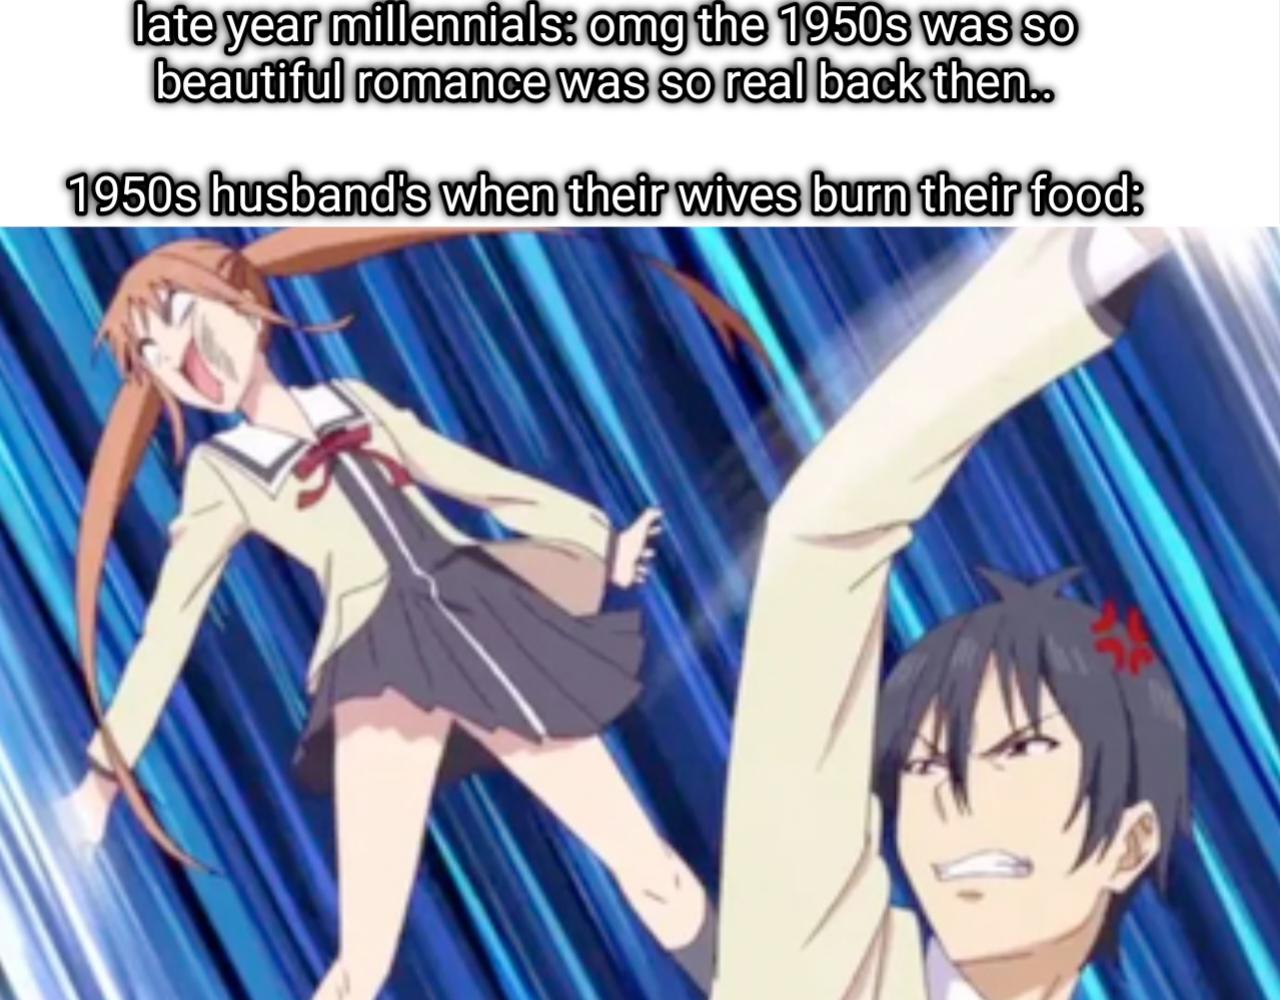 late year millennials: omg the 1950s was so
beautiful romance was so real back then..
1950s husband's when their wives burn their food: